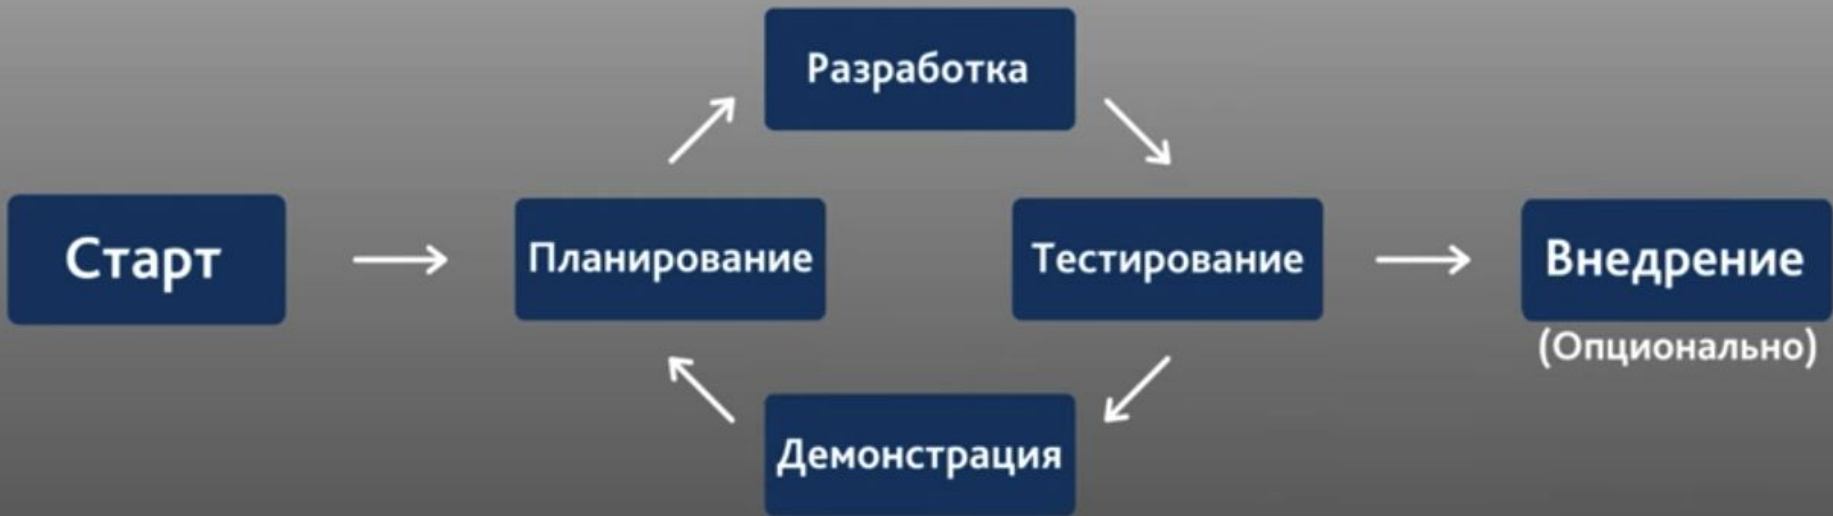 Разработка
Старт
Планирование
Тестирование
Внедрение
(Опционально)
Демонстрация